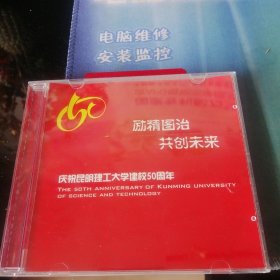 电脑维修
安装监控
励精图治
共创未来
庆祝昆明理工大学建校50周年
THE 50TH ANNIVERSARY OF KUNMING UNIVERSITY
OF SCIENCE AND TECHNOLOGY